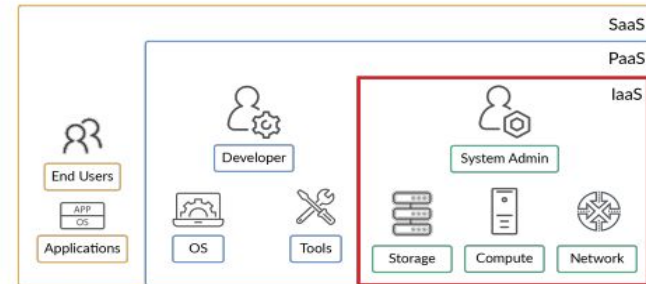 SaaS
PaaS
IaaS
End Users
APP
OS
Applications
Developer
OS
Tools
System Admin
Storage
Compute
Network